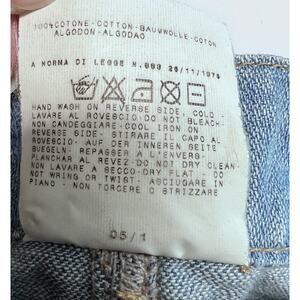 100% COTONE-COTTON-BAUMWOLLE-COTON
ALGODON-ALGODAO
A NORMA DI LEGGE N.883 26/11/1973
HAND WASH ON REVERSE SIDE, COLD-
LAVARE AL ROVESCIO-DO NOT BLEACH
NON CANDEGGIARE-COOL IRON ON
REVERSE SIDE-STIRARE IL CAPO AL
ROVESCIO-AUF DER INNEREN SEITE
BUEGELN-REPASSER A L'ENVERS-
PLANCHAR AL REVEZ-DO NOT DRY CLEAN-
NON LAVARE A SECCO-DRY FLAT- DO
NOT WRING OR TWIST-ASCIUGARE IN
PIANO - NON TORCERE O STRIZZARE
05/1